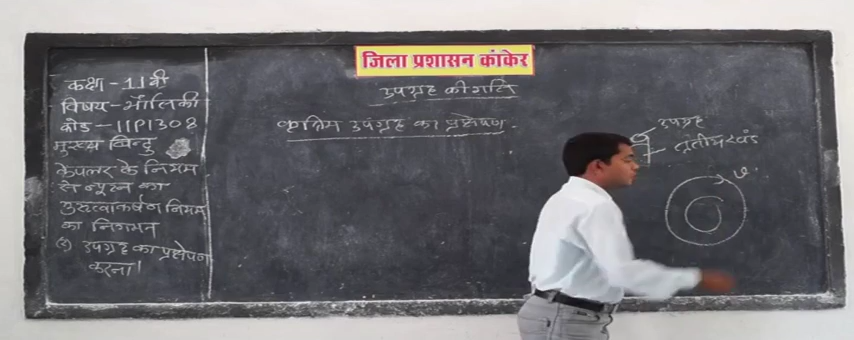 जिला प्रशासन कांकेर
कक्षा - 11वी
विषय - भौतिकी
कोड - 11P1308
मुख्य बिन्दु
केपलर के नियम
से न्यूटन का
गुरुत्वाकर्षण नियम
का निगमन
उपग्रह का प्रक्षेपण
करना।
उपग्रह की गति
कृत्रिम उपग्रह का प्रक्षेपण
उपग्रह
तृतीय खंड